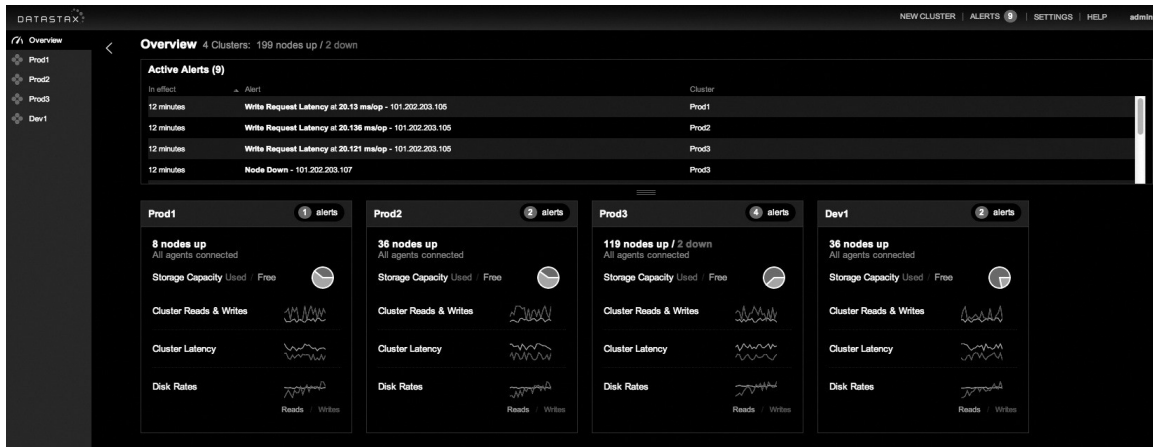 DATASTAX
NEW CLUSTER | ALERTS 9 | SETTINGS | HELP admin
Overview
Prod1
Prod2
Prod3
Dev1
Overview 4 Clusters: 199 nodes up / 2 down
Active Alerts (9)
In effect Alert Cluster
12 minutes Write Request Latency at 20.13 ms/op - 101.202.203.105 Prod1
12 minutes Write Request Latency at 20.136 ms/op - 101.202.203.105 Prod2
12 minutes Write Request Latency at 20.121 ms/op - 101.202.203.105 Prod3
12 minutes Node Down - 101.202.203.107 Prod3
Prod1 1 alerts
8 nodes up
All agents connected
Storage Capacity Used / Free
Cluster Reads & Writes
Cluster Latency
Disk Rates
Reads / Writes
Prod2 2 alerts
36 nodes up
All agents connected
Storage Capacity Used / Free
Cluster Reads & Writes
Cluster Latency
Disk Rates
Reads / Writes
Prod3 4 alerts
119 nodes up / 2 down
All agents connected
Storage Capacity Used / Free
Cluster Reads & Writes
Cluster Latency
Disk Rates
Reads / Writes
Dev1 2 alerts
36 nodes up
All agents connected
Storage Capacity Used / Free
Cluster Reads & Writes
Cluster Latency
Disk Rates
Reads / Writes